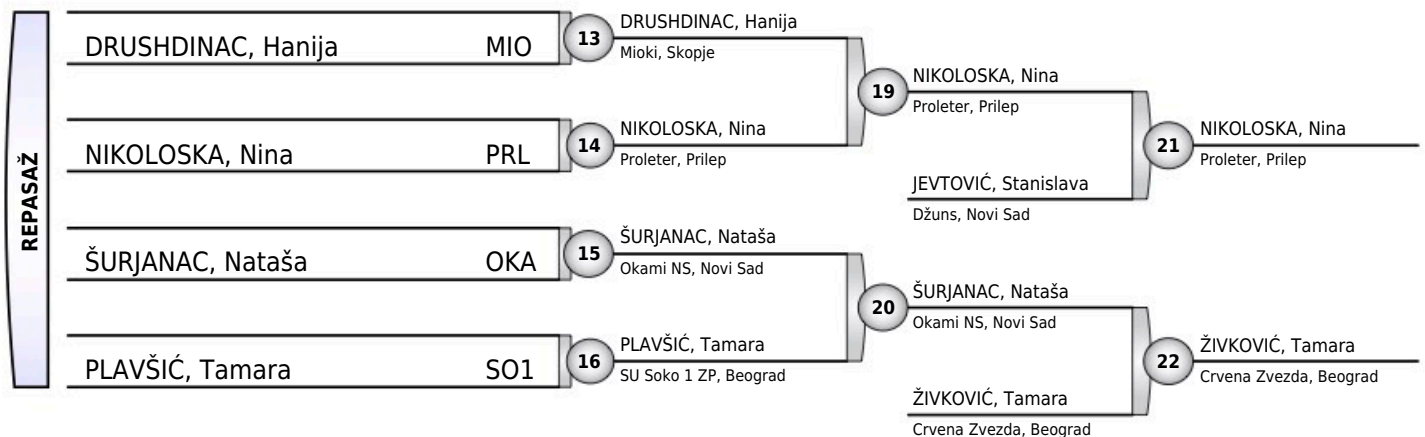 REPASAŽ
DRUSHDINAC, Hanija MIO
NIKOLOSKA, Nina PRL
ŠURJANAC, Nataša OKA
PLAVŠIĆ, Tamara SO1
13
DRUSHDINAC, Hanija
Mioki, Skopje
14
NIKOLOSKA, Nina
Proleter, Prilep
15
ŠURJANAC, Nataša
Okami NS, Novi Sad
16
PLAVŠIĆ, Tamara
SU Soko 1 ZP, Beograd
19
NIKOLOSKA, Nina
Proleter, Prilep
JEVTOVIĆ, Stanislava
Džuns, Novi Sad
20
ŠURJANAC, Nataša
Okami NS, Novi Sad
ŽIVKOVIĆ, Tamara
Crvena Zvezda, Beograd
21
NIKOLOSKA, Nina
Proleter, Prilep
22
ŽIVKOVIĆ, Tamara
Crvena Zvezda, Beograd